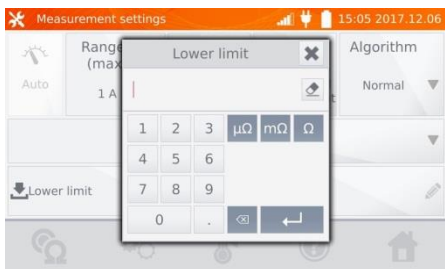 Measurement settings 15:05 2017.12.06
Lower limit
Auto
Range
(max
1 A
Algorithm
Normal
1 2 3 µΩ mΩ Ω
4 5 6
7 8 9
0 .
Lower limit